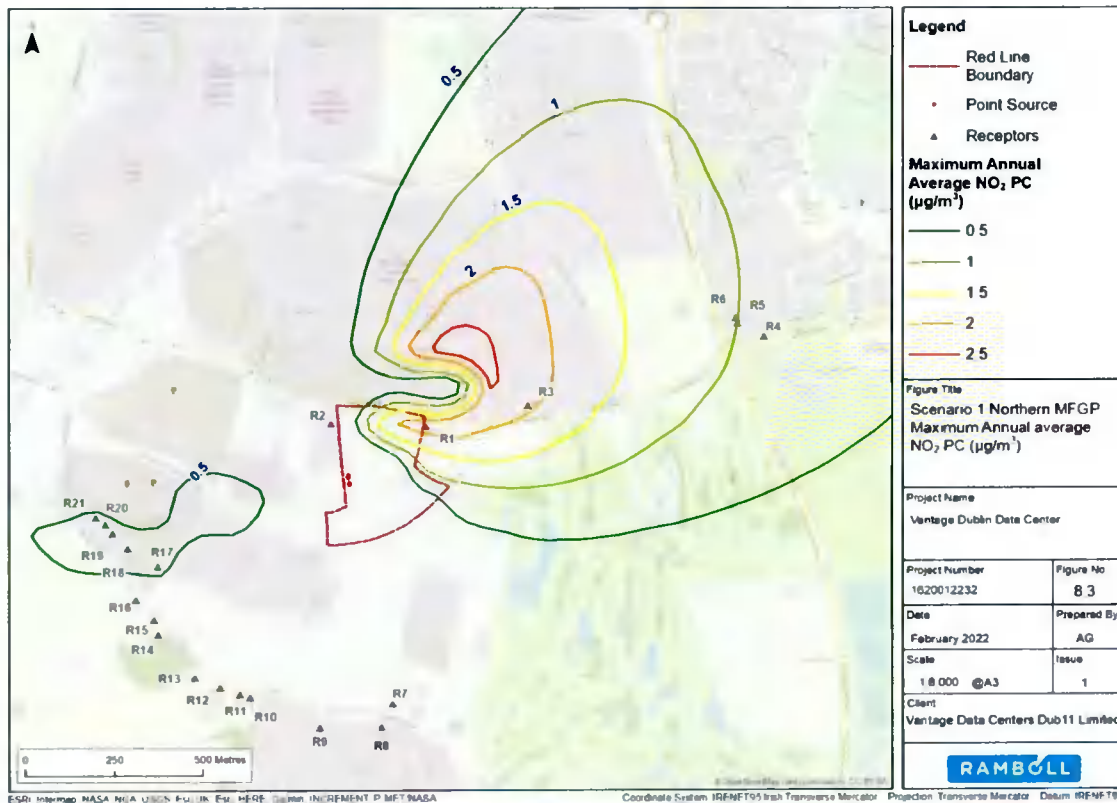 0.5
1
1.5
2
0.5
R6
R5
R4
R3
R2
R1
R21
R20
R19
R18
R17
R16
R15
R14
R13
R12
R11
R10
R9
R8
R7
0 250 500 Metres
Legend
Red Line
Boundary
Point Source
Receptors
Maximum Annual
Average NO₂ PC
(µg/m³)
0 5
1
1 5
2
2 5
Figure Title
Scenario 1 Northern MFGP
Maximum Annual average
NO₂ PC (µg/m³)
Project Name
Vantage Dublin Data Center
Project Number
1620012232
Figure No
8 3
Date
February 2022
Prepared By
AG
Scale
1 8 000 @A3
Issue
1
Client
Vantage Data Centers Dub11 Limited
RAMBOLL
Coordinate System IRENET95 Irish Transverse Mercator Projection Transverse Mercator Datum IRENET95